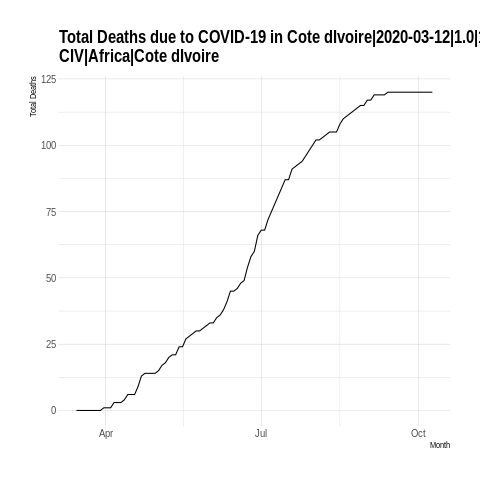 Total Deaths due to COVID-19 in Cote dIvoire|2020-03-12|1.0|
CIV|Africa|Cote dIvoire
Total Deaths
125
100
75
50
25
0
Apr
Jul
Oct
Month